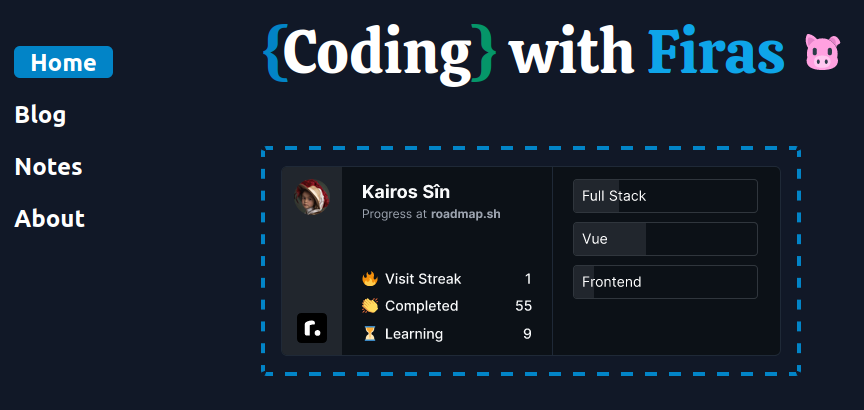 {Coding} with Firas
Home
Blog
Notes
About
Kairos Sîn
Progress at roadmap.sh
Visit Streak 1
Completed 55
Learning 9
r.
Full Stack
Vue
Frontend